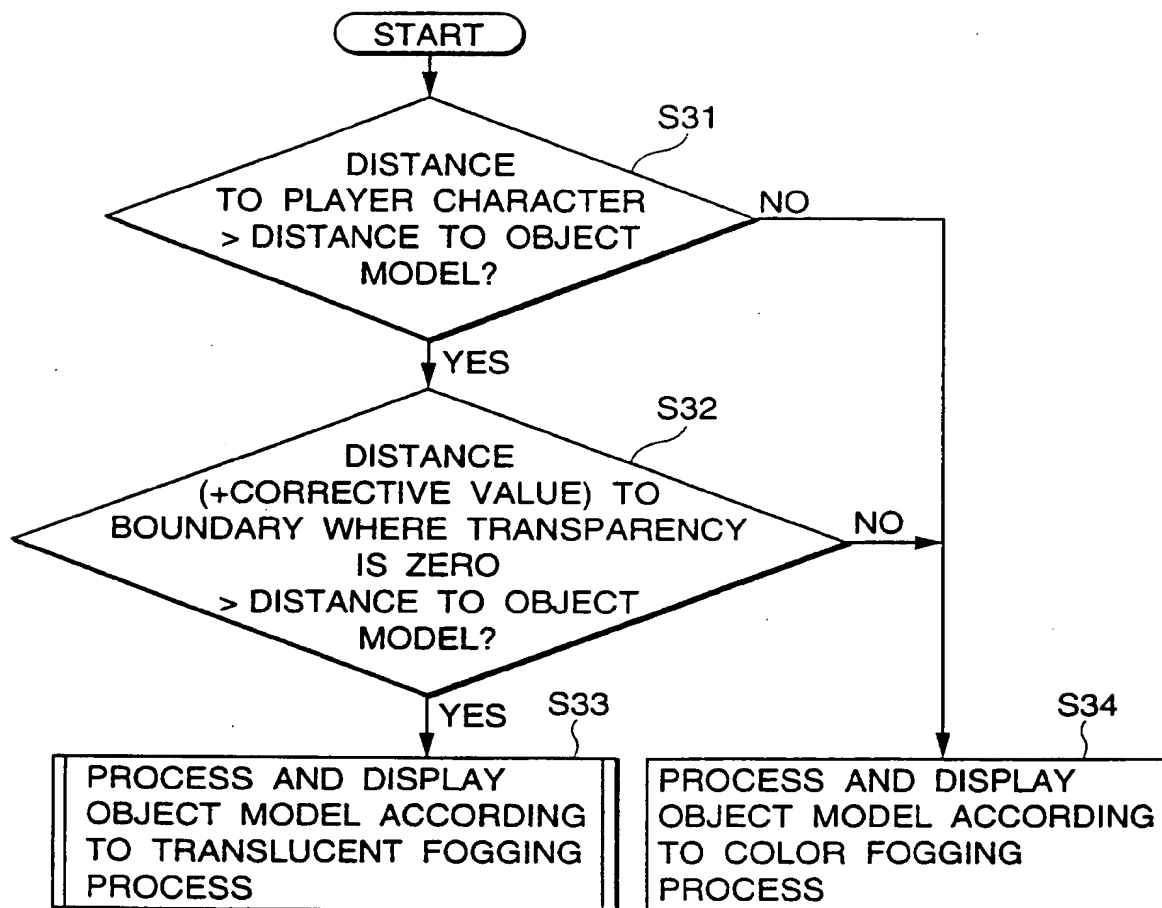 START
S31
DISTANCE
TO PLAYER CHARACTER
> DISTANCE TO OBJECT
MODEL?
NO
YES
S32
DISTANCE
(+CORRECTIVE VALUE) TO
BOUNDARY WHERE TRANSPARENCY
IS ZERO
> DISTANCE TO OBJECT
MODEL?
NO
YES
S33
PROCESS AND DISPLAY
OBJECT MODEL ACCORDING
TO TRANSLUCENT FOGGING
PROCESS
S34
PROCESS AND DISPLAY
OBJECT MODEL ACCORDING
TO COLOR FOGGING
PROCESS